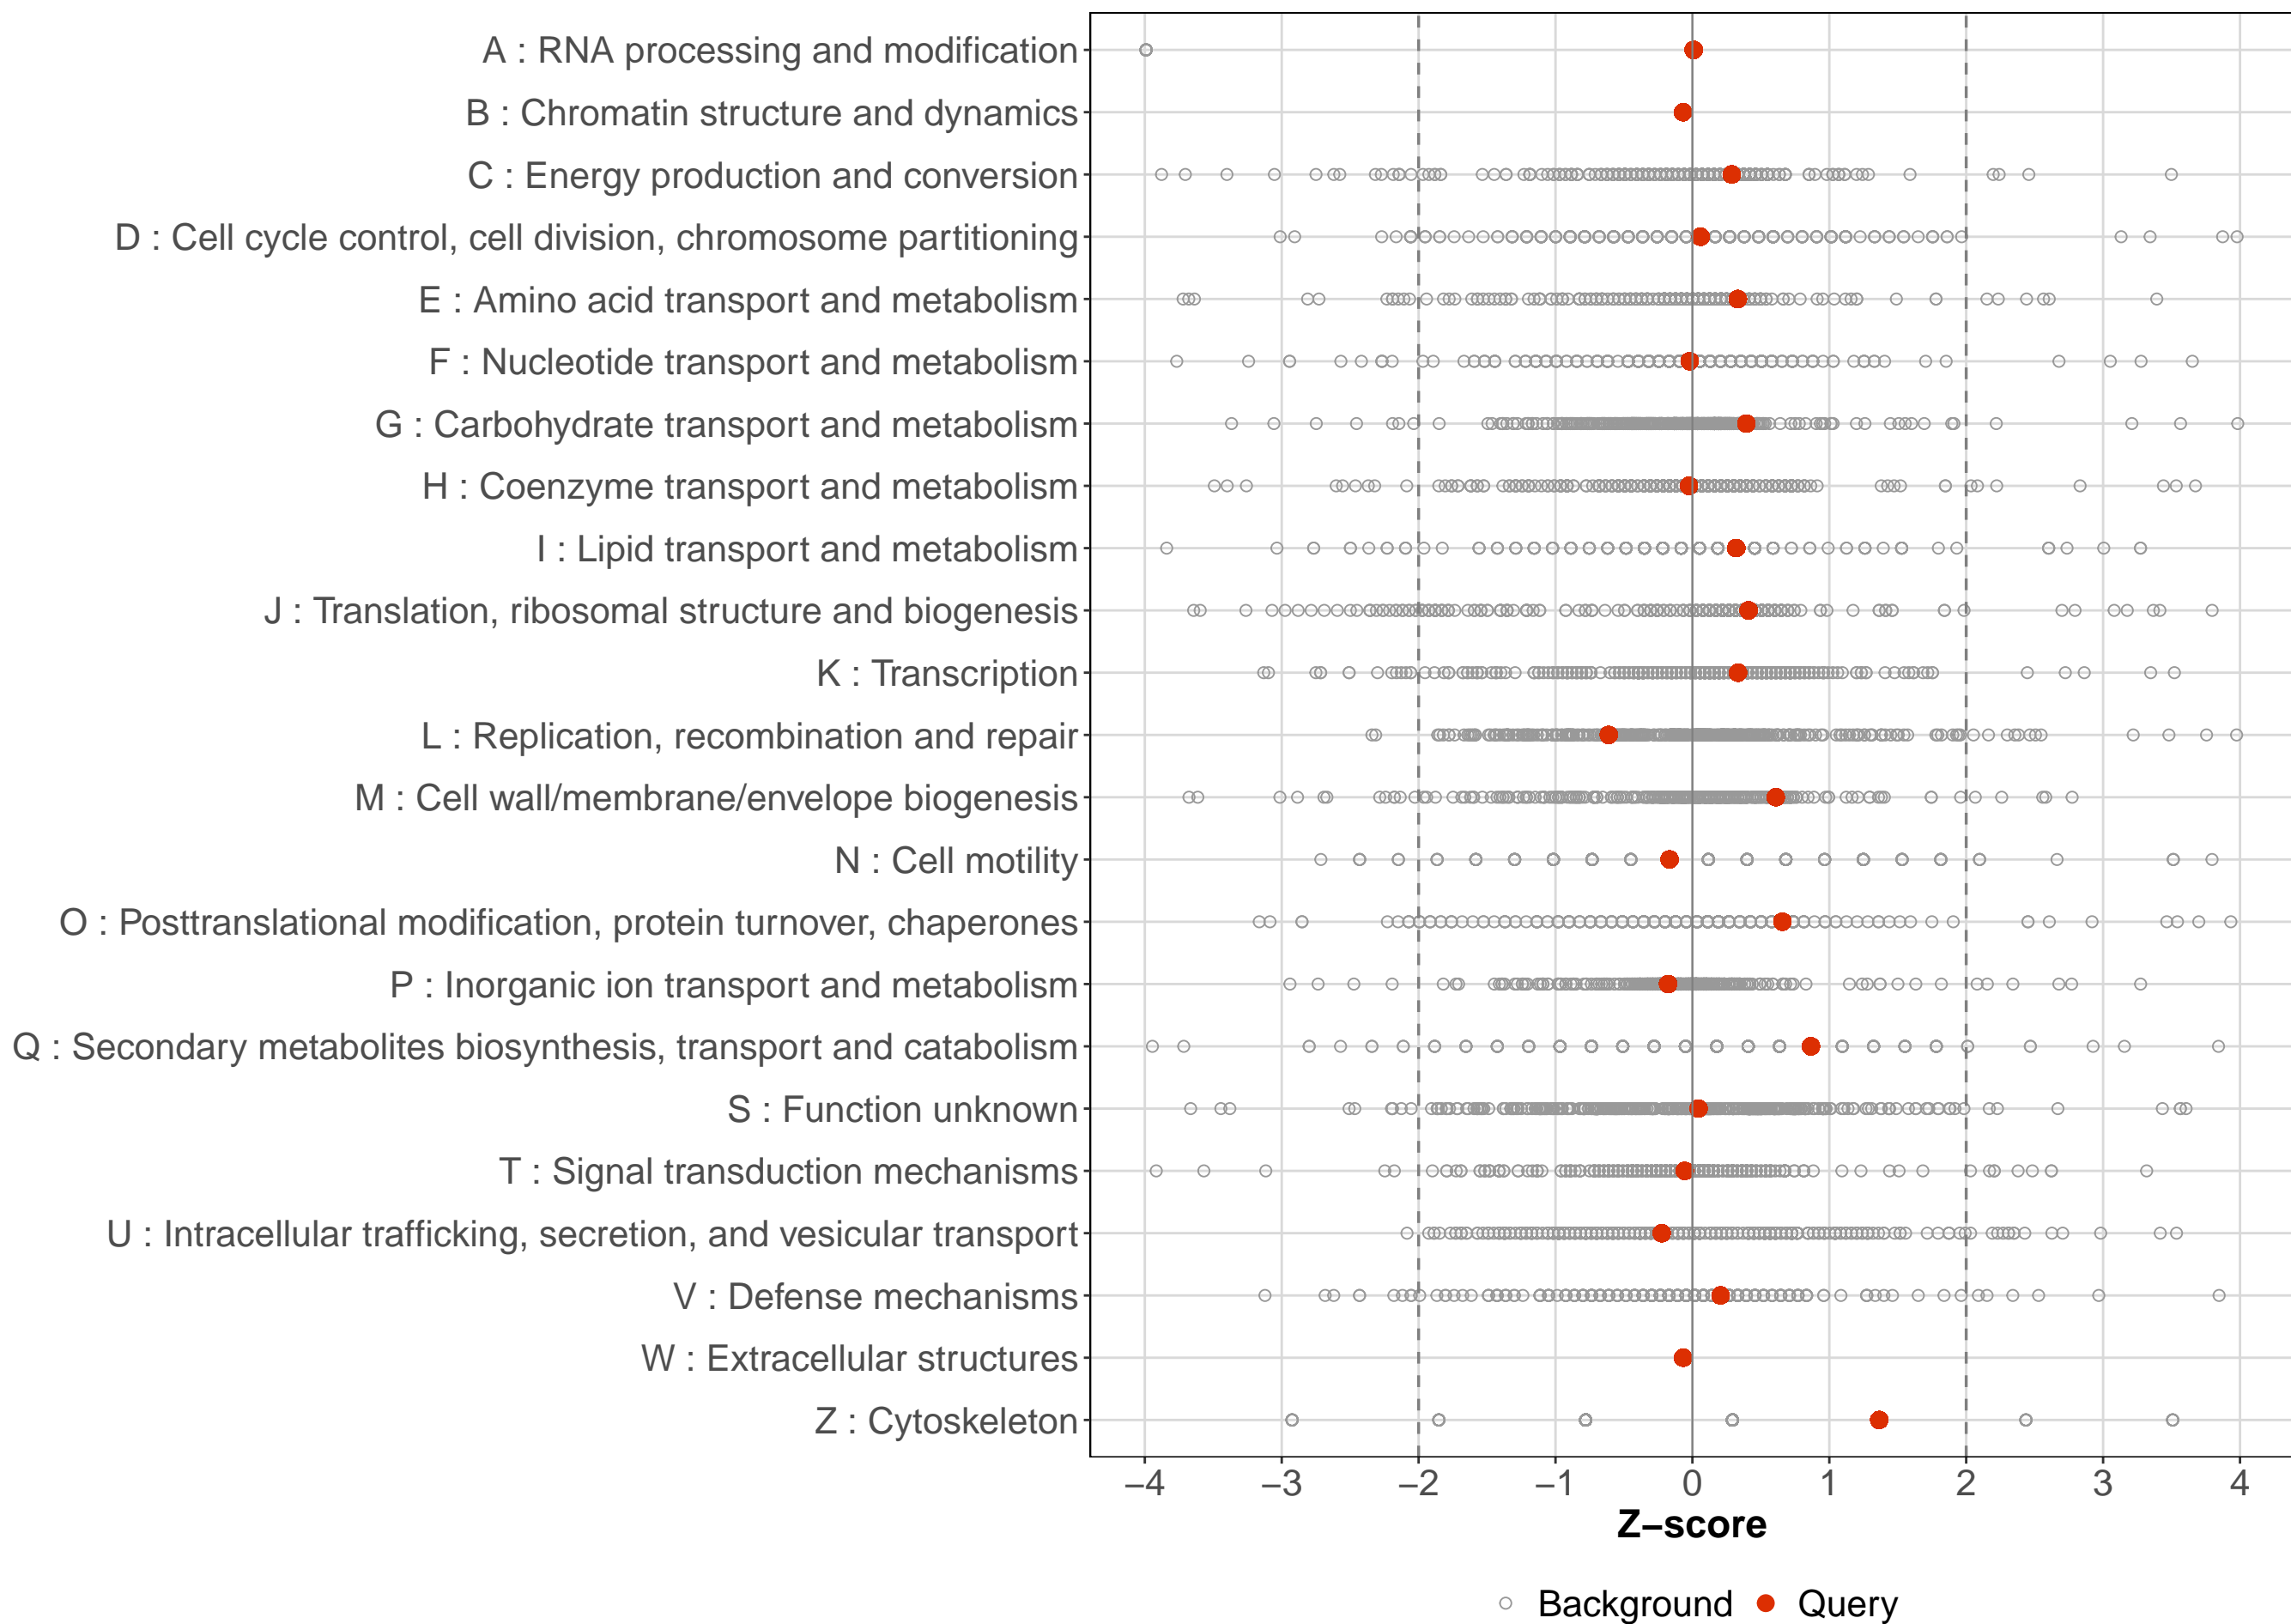 A : RNA processing and modification
B : Chromatin structure and dynamics
C : Energy production and conversion
D : Cell cycle control, cell division, chromosome partitioning
E : Amino acid transport and metabolism
F : Nucleotide transport and metabolism
G : Carbohydrate transport and metabolism
H : Coenzyme transport and metabolism
I : Lipid transport and metabolism
J : Translation, ribosomal structure and biogenesis
K : Transcription
L : Replication, recombination and repair
M : Cell wall/membrane/envelope biogenesis
N : Cell motility
O : Posttranslational modification, protein turnover, chaperones
P : Inorganic ion transport and metabolism
Q : Secondary metabolites biosynthesis, transport and catabolism
S : Function unknown
T : Signal transduction mechanisms
U : Intracellular trafficking, secretion, and vesicular transport
V : Defense mechanisms
W : Extracellular structures
Z : Cytoskeleton
−4 −3 −2 −1 0 1 2 3 4
Z−score
Background Query